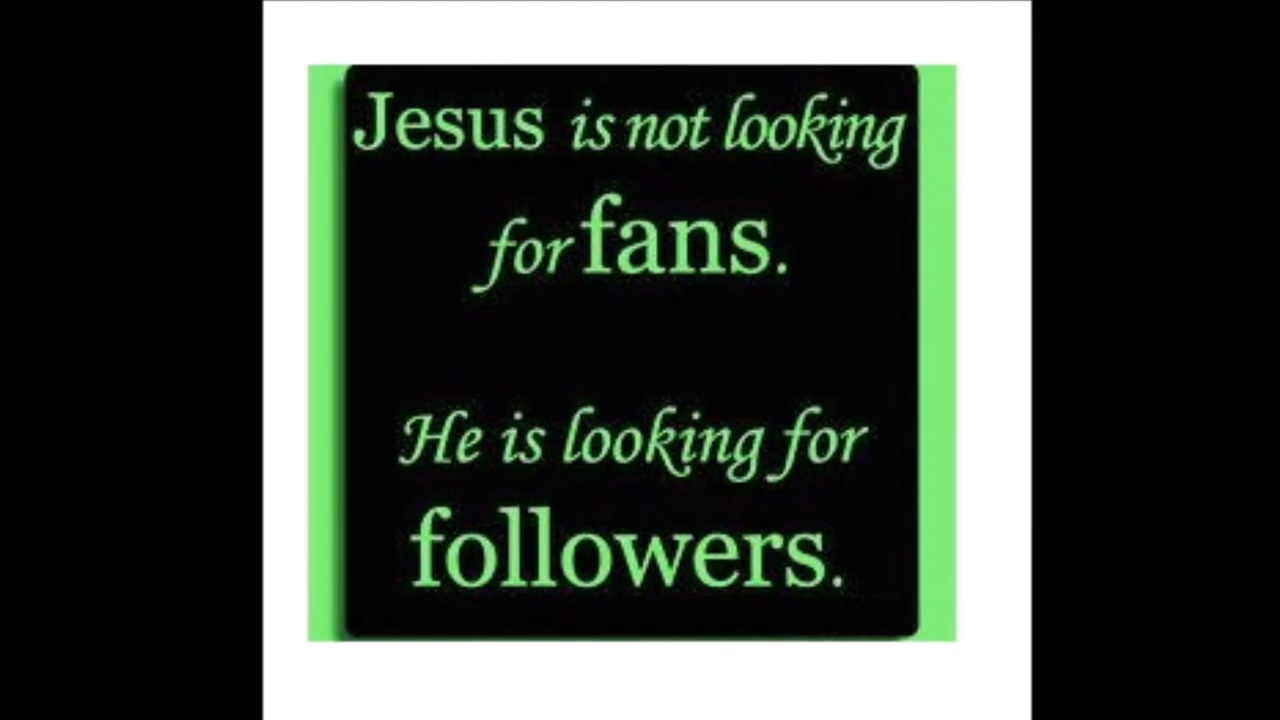 Jesus is not looking
for fans.
He is looking for
followers.